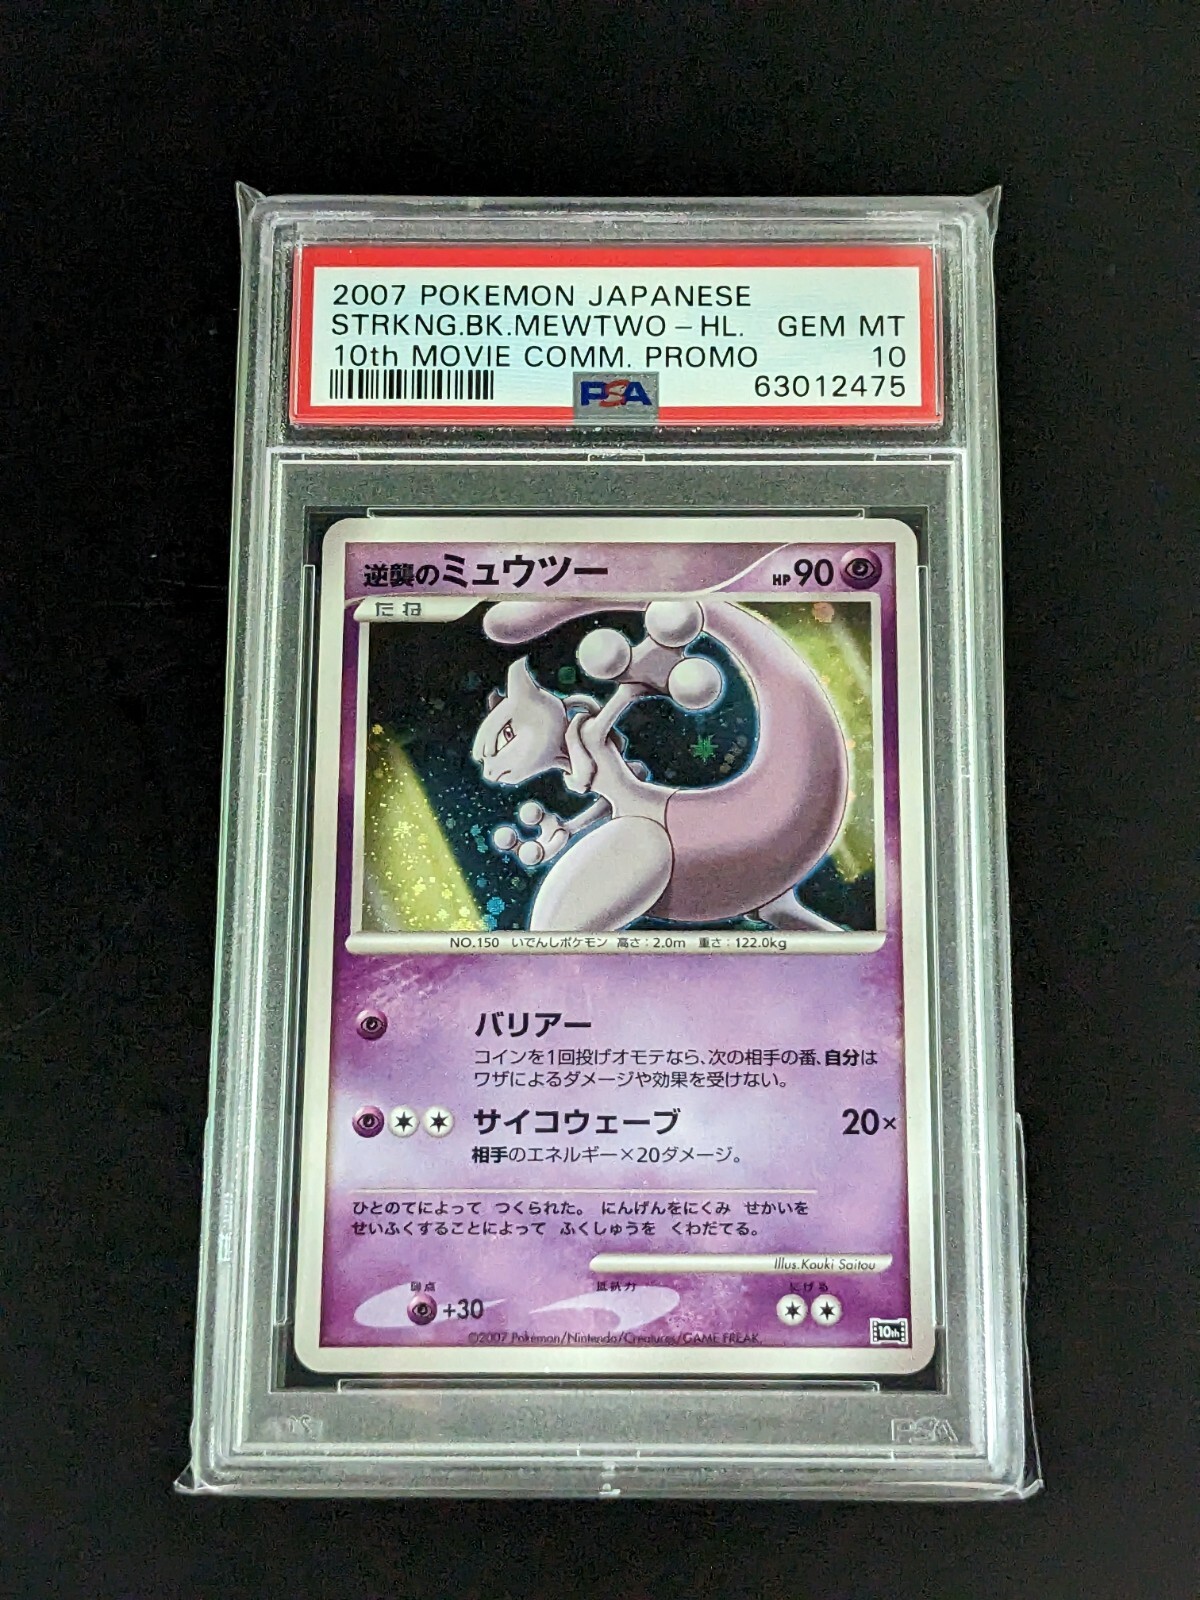 2007 POKEMON JAPANESE
STRKNG.BK.MEWTWO-HL. GEM MT
10th MOVIE COMM. PROMO 10
PSA 63012475
逆襲のミュウツー HP90
たね
NO.150 いでんしポケモン 高さ:2.0m 重さ:122.0kg
バリアー
コインを1回投げオモテなら、次の相手の番、自分は
ワザによるダメージや効果を受けない。
サイコウェーブ 20×
相手のエネルギー×20ダメージ。
ひとのてによって つくられた。 にんげんをにくみ せかいを
せいふくすることによって ふくしゅうを くわだてる。
Illus.Kouki Saitou
弱点 抵抗力 にげる
+30
©2007 Pokémon/Nintendo/Creatures/GAME FREAK.
10th
PSA